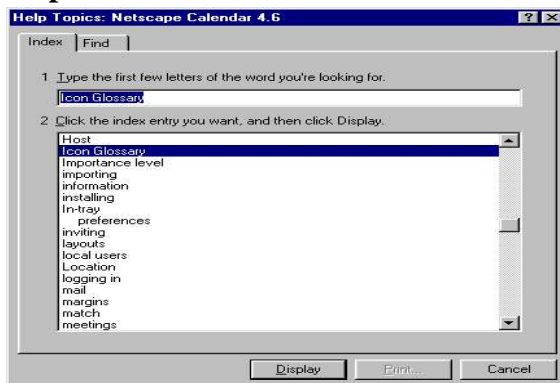 Help Topics: Netscape Calendar 4.6
Index Find
1 Type the first few letters of the word you're looking for.
Icon Glossary
2 Click the index entry you want, and then click Display.
Host
Icon Glossary
Importance level
importing
information
installing
In-tray
preferences
inviting
layouts
local users
Location
logging in
mail
margins
match
meetings
Display Print... Cancel